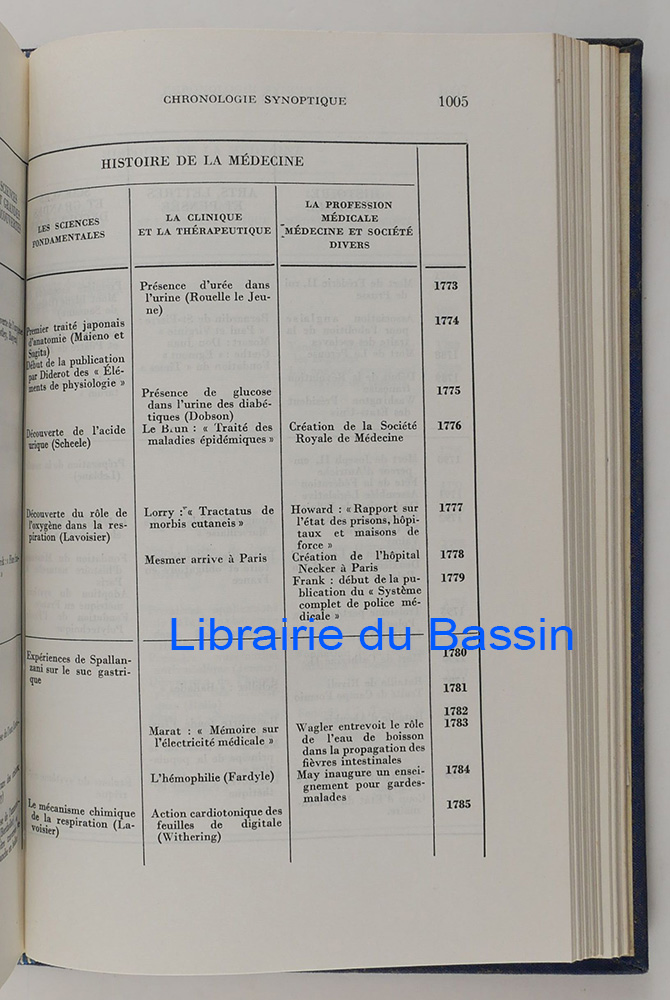 CHRONOLOGIE SYNOPTIQUE 1005
HISTOIRE DE LA MÉDECINE
LES SCIENCES
FONDAMENTALES
LA CLINIQUE
ET LA THÉRAPEUTIQUE
LA PROFESSION
MÉDICALE
MÉDECINE ET SOCIÉTÉ
DIVERS
Présence d'urée dans
l'urine (Rouelle le Jeu-
ne)
1773
Premier traité japonais
d'anatomie (Maieno et
Sugita)
Début de la publication
par Diderot des « Élé-
ments de physiologie »
1774
Présence de glucose
dans l'urine des diabé-
tiques (Dobson)
1775
Découverte de l'acide
urique (Scheele)
Le Brun : « Traité des
maladies épidémiques »
Création de la Société
Royale de Médecine
1776
Découverte du rôle de
l'oxygène dans la res-
piration (Lavoisier)
Lorry : « Tractatus de
morbis cutaneis »
Howard : « Rapport sur
l'état des prisons, hôpi-
taux et maisons de
force »
1777
Mesmer arrive à Paris
Création de l'hôpital
Necker à Paris
1778
Frank : début de la pu-
blication du « Système
complet de police mé-
dicale »
1779
Librairie du Bassin
1780
Expériences de Spallan-
zani sur le suc gastri-
que
1781
1782
Marat : « Mémoire sur
l'électricité médicale »
Wagler entrevoit le rôle
de l'eau de boisson
dans la propagation des
fièvres intestinales
1783
L'hémophilie (Fardyle)
May inaugure un ensei-
gnement pour gardes-
malades
1784
Le mécanisme chimique
de la respiration (La-
voisier)
Action cardiotonique des
feuilles de digitale
(Withering)
1785